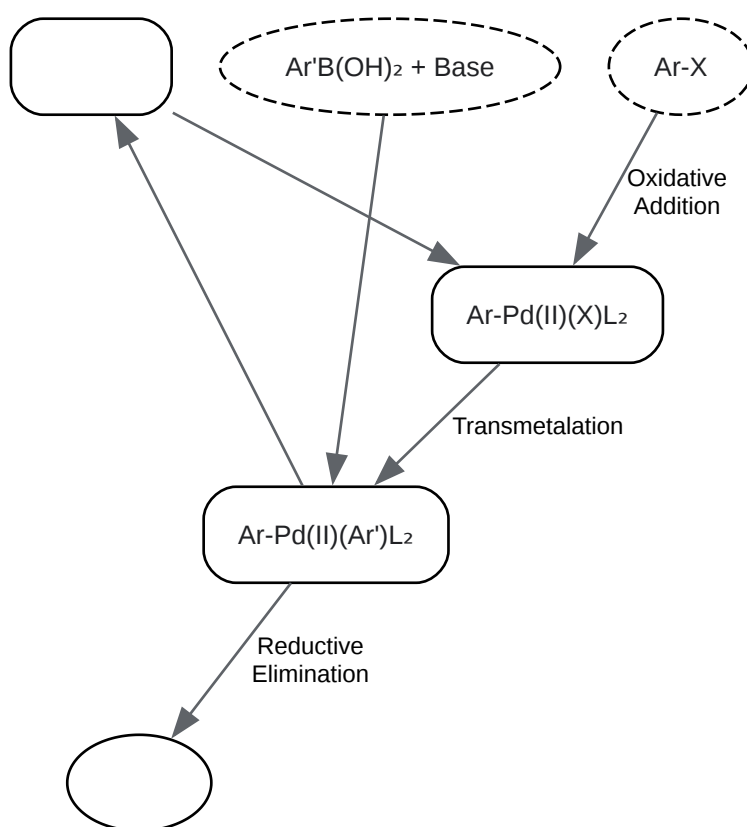 Ar'B(OH)₂ + Base
Ar-X
Oxidative
Addition
Ar-Pd(II)(X)L₂
Transmetalation
Ar-Pd(II)(Ar')L₂
Reductive
Elimination